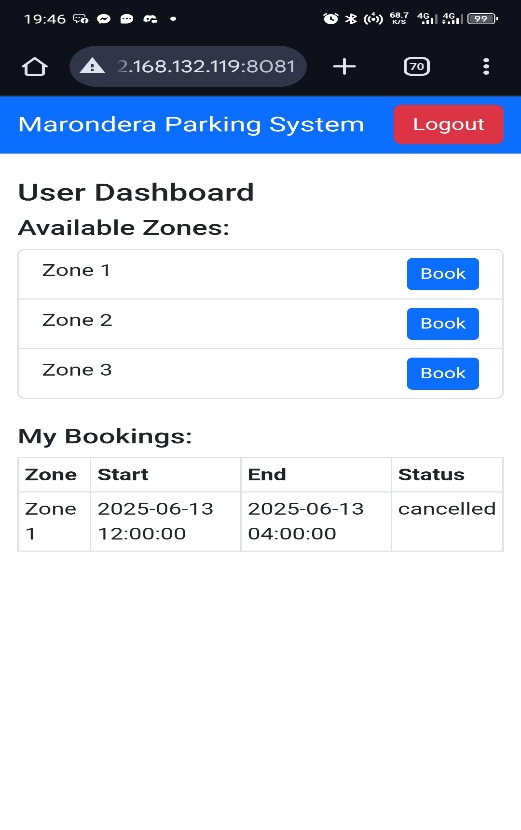 19:46
68.7 K/S 4G 4G 99
2.168.132.119:8081
70
Marondera Parking System Logout
User Dashboard
Available Zones:
Zone 1 Book
Zone 2 Book
Zone 3 Book
My Bookings:
Zone Start End Status
Zone 2025-06-13 2025-06-13 cancelled
1 12:00:00 04:00:00